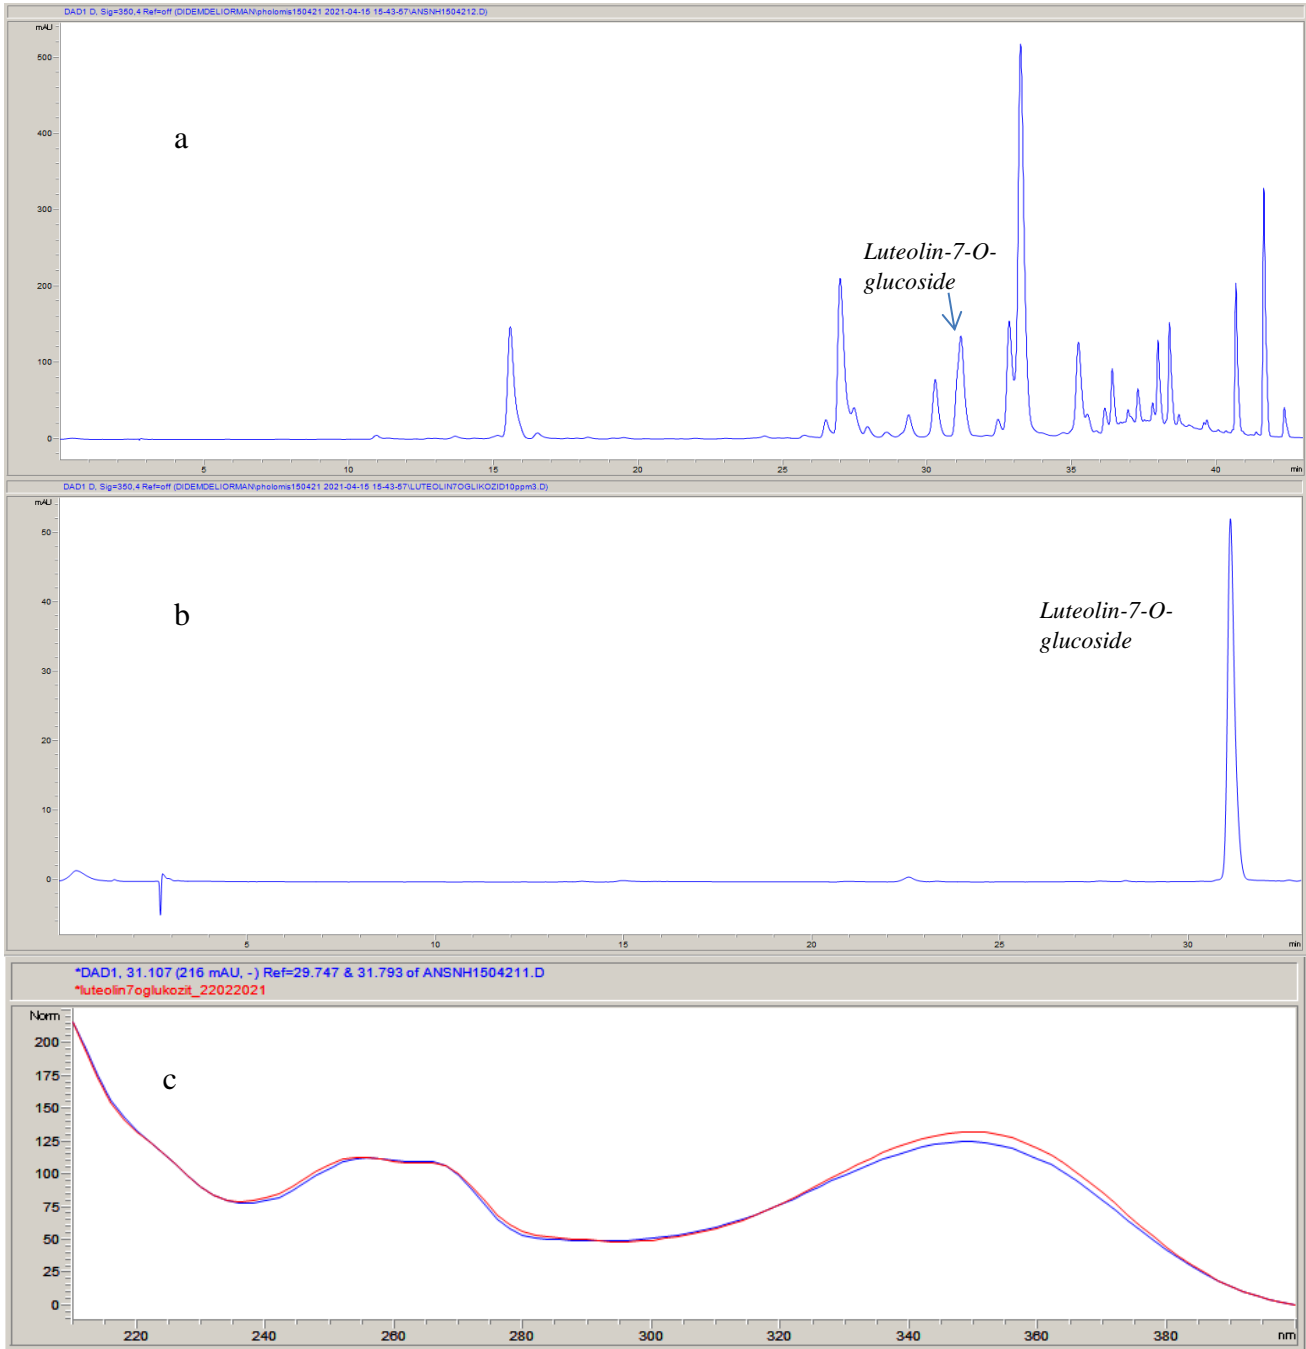 DAD1 D, Sig=350,4 Ref=off (DIDEMDELIORMAN\pholomis150421 2021-04-15 15-43-57\ANSNH1504212.D)
mAU
500
400
300
200
100
0
a
Luteolin-7-O-
glucoside
5 10 15 20 25 30 35 40 min
DAD1 D, Sig=350,4 Ref=off (DIDEMDELIORMAN\pholomis150421 2021-04-15 15-43-57\LUTEOLIN7OGLIKOZID10ppm3.D)
mAU
50
40
30
20
10
0
b
Luteolin-7-O-
glucoside
5 10 15 20 25 30 min
*DAD1, 31.107 (216 mAU, -) Ref=29.747 & 31.793 of ANSNH1504211.D
*luteolin7oglukozit_22022021
Norm
200
175
150
125
100
75
50
25
0
c
220 240 260 280 300 320 340 360 380 nm